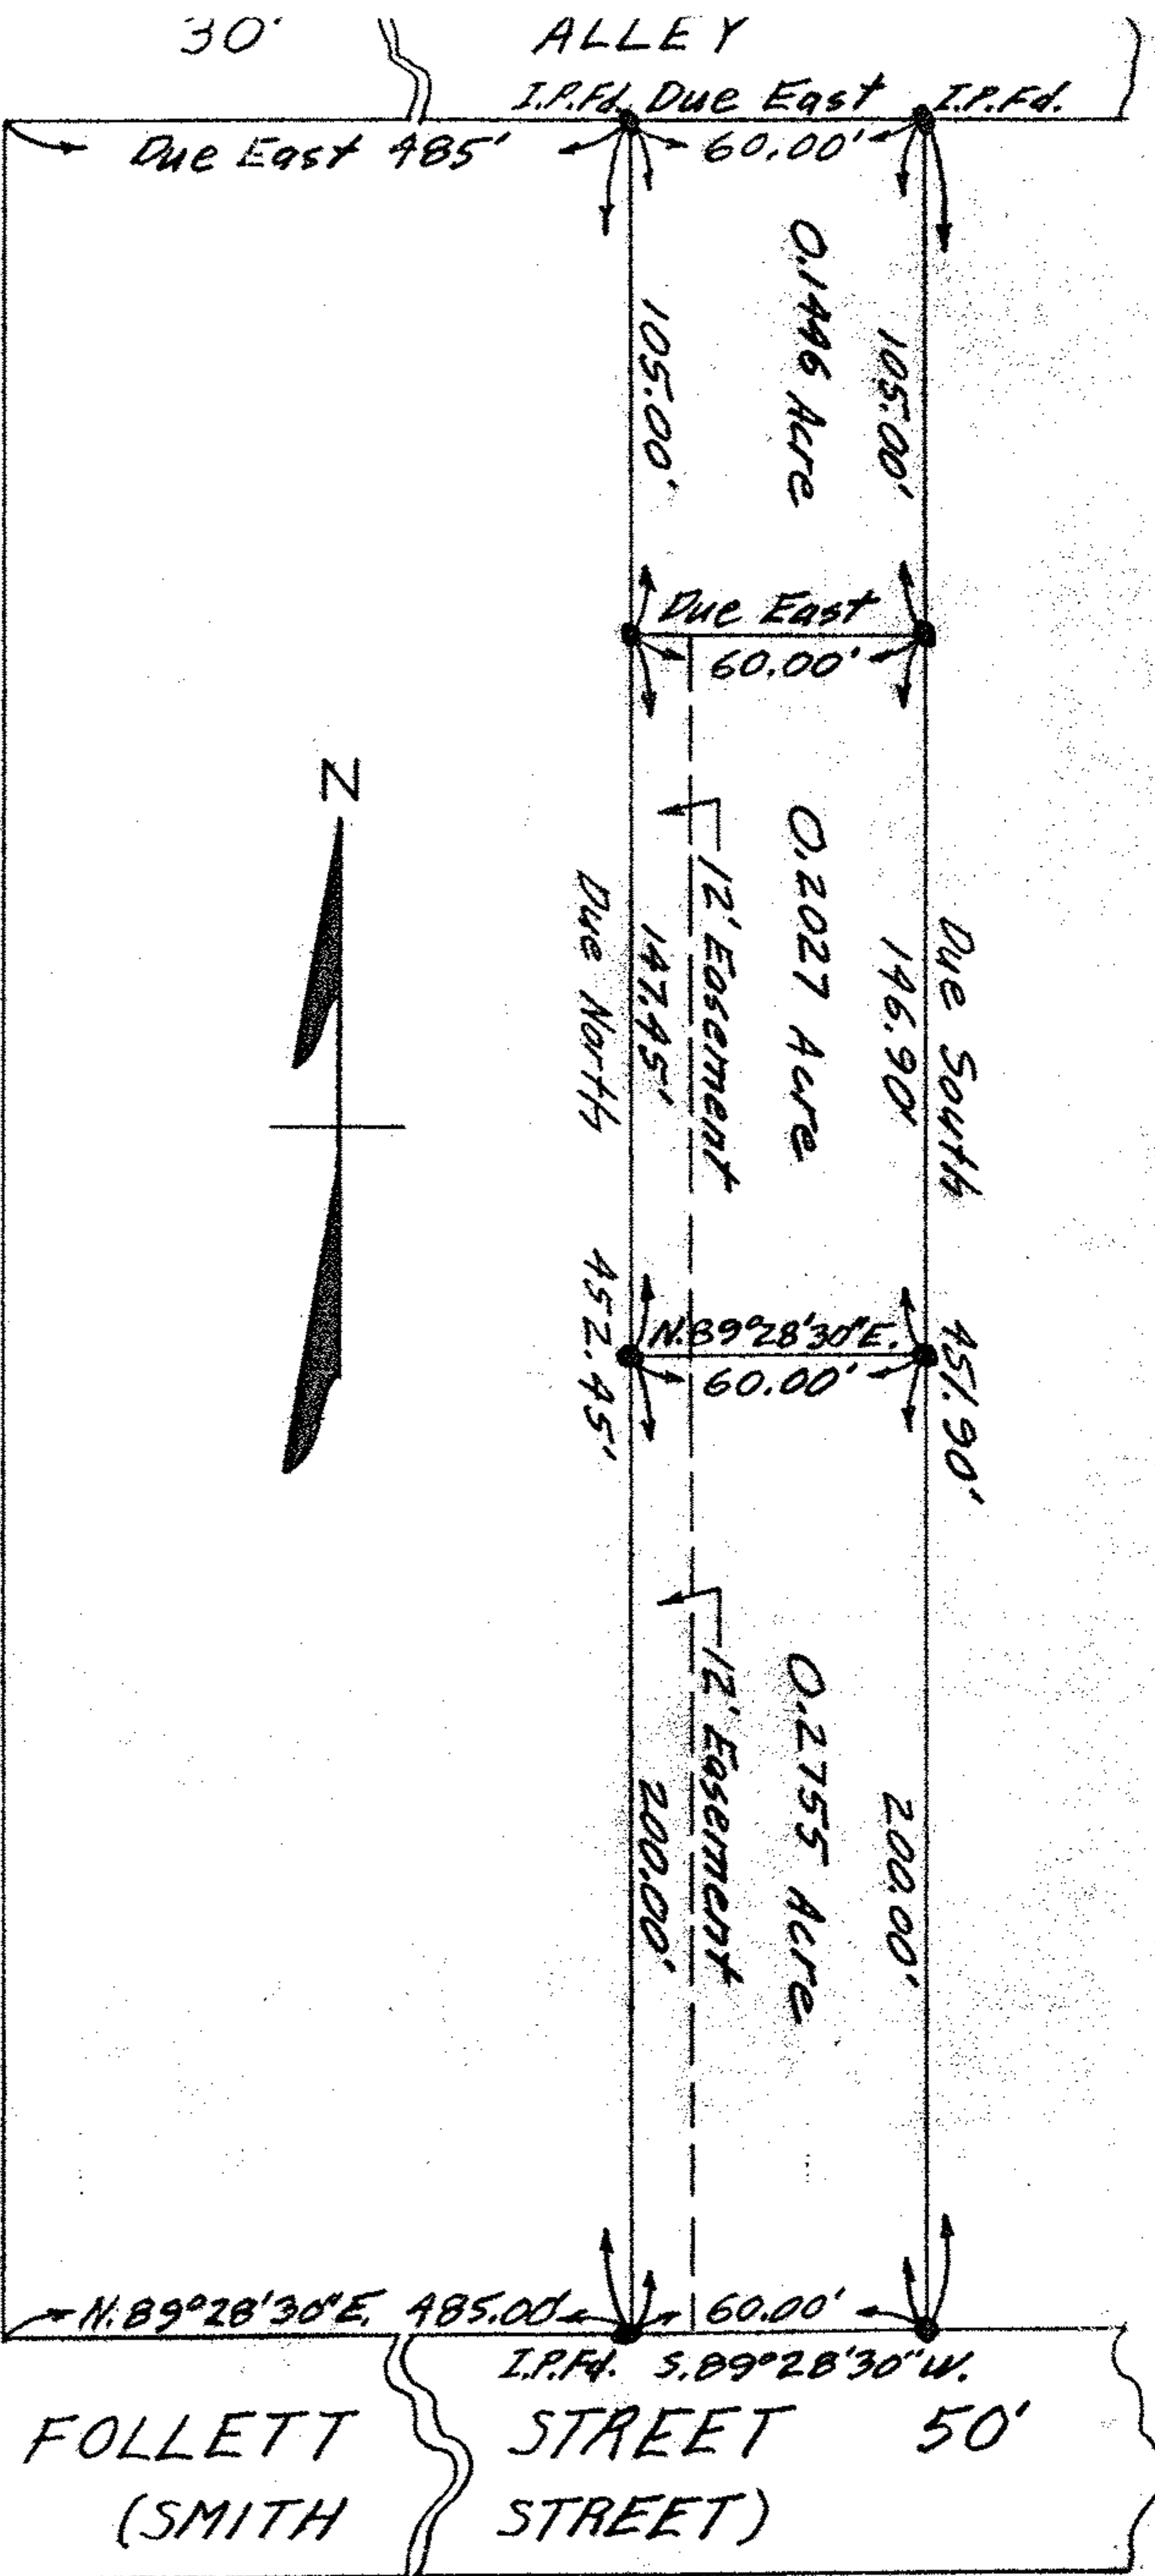 30' ALLEY
I.P.Fd. Due East I.P.Fd.
Due East 485' 60.00'
105.00'
0.1446 Acre
105.00'
Due East
60.00'
N
Due North 452.45'
147.45'
12' Easement
0.2027 Acre
146.90'
Due South 451.90'
N.89°28'30"E.
60.00'
200.00'
12' Easement
0.2755 Acre
200.00'
N.89°28'30"E. 485.00' 60.00'
I.P.Fd. S.89°28'30"W.
FOLLETT STREET 50'
(SMITH STREET)